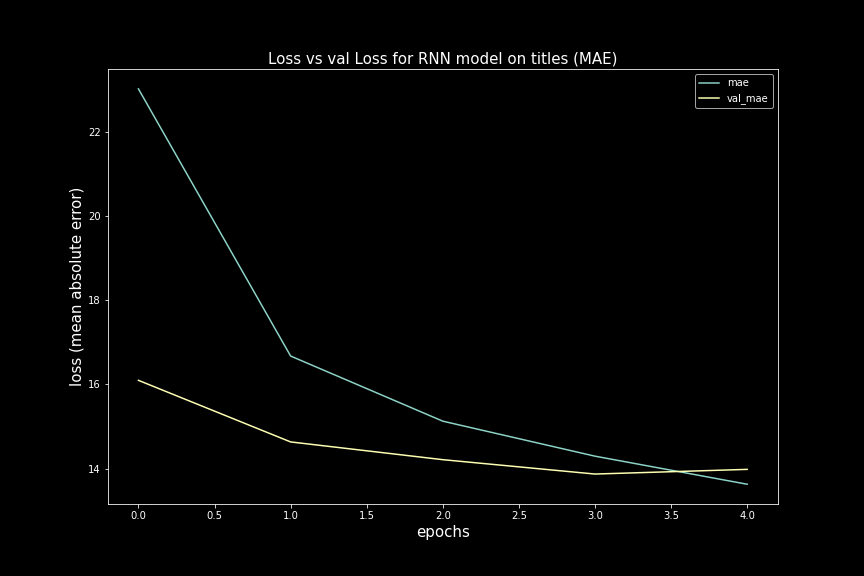 Loss vs val Loss for RNN model on titles (MAE)
mae
val_mae
loss (mean absolute error)
22
20
18
16
14
0.0 0.5 1.0 1.5 2.0 2.5 3.0 3.5 4.0
epochs